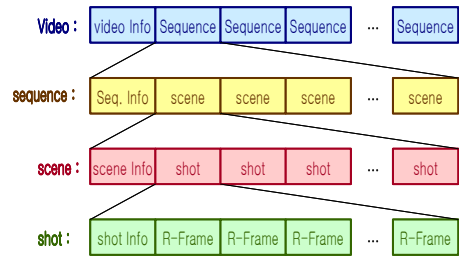 Video : video Info Sequence Sequence Sequence ... Sequence
sequence : Seq. Info scene scene scene ... scene
scene : scene Info shot shot shot ... shot
shot : shot Info R-Frame R-Frame R-Frame ... R-Frame